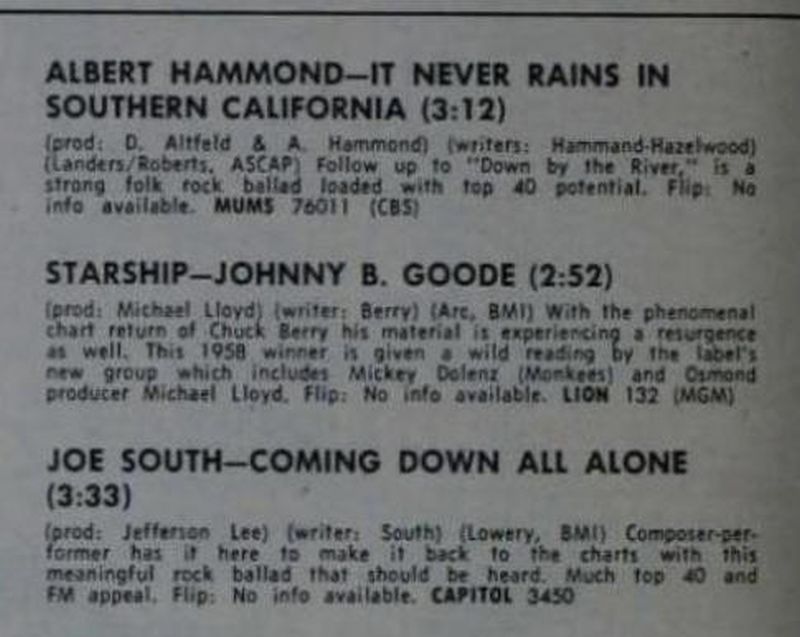 ALBERT HAMMOND—IT NEVER RAINS IN
SOUTHERN CALIFORNIA (3:12)
(prod: D. Altfeld & A. Hammond) (writers: Hammand-Hazelwood)
(Landers/Roberts, ASCAP) Follow up to "Down by the River," is a
strong folk rock ballad loaded with top 40 potential. Flip: No
info available. MUMS 76011 (CBS)
STARSHIP—JOHNNY B. GOODE (2:52)
(prod: Michael Lloyd) (writer: Berry) (Arc, BMI) With the phenomenal
chart return of Chuck Berry his material is experiencing a resurgence
as well. This 1958 winner is given a wild reading by the label's
new group which includes Mickey Dolenz (Monkees) and Osmond
producer Michael Lloyd. Flip: No info available. LION 132 (MGM)
JOE SOUTH—COMING DOWN ALL ALONE
(3:33)
(prod: Jefferson Lee) (writer: South) (Lowery, BMI) Composer-per-
former has it here to make it back to the charts with this
meaningful rock ballad that should be heard. Much top 40 and
FM appeal. Flip: No info available. CAPITOL 3450